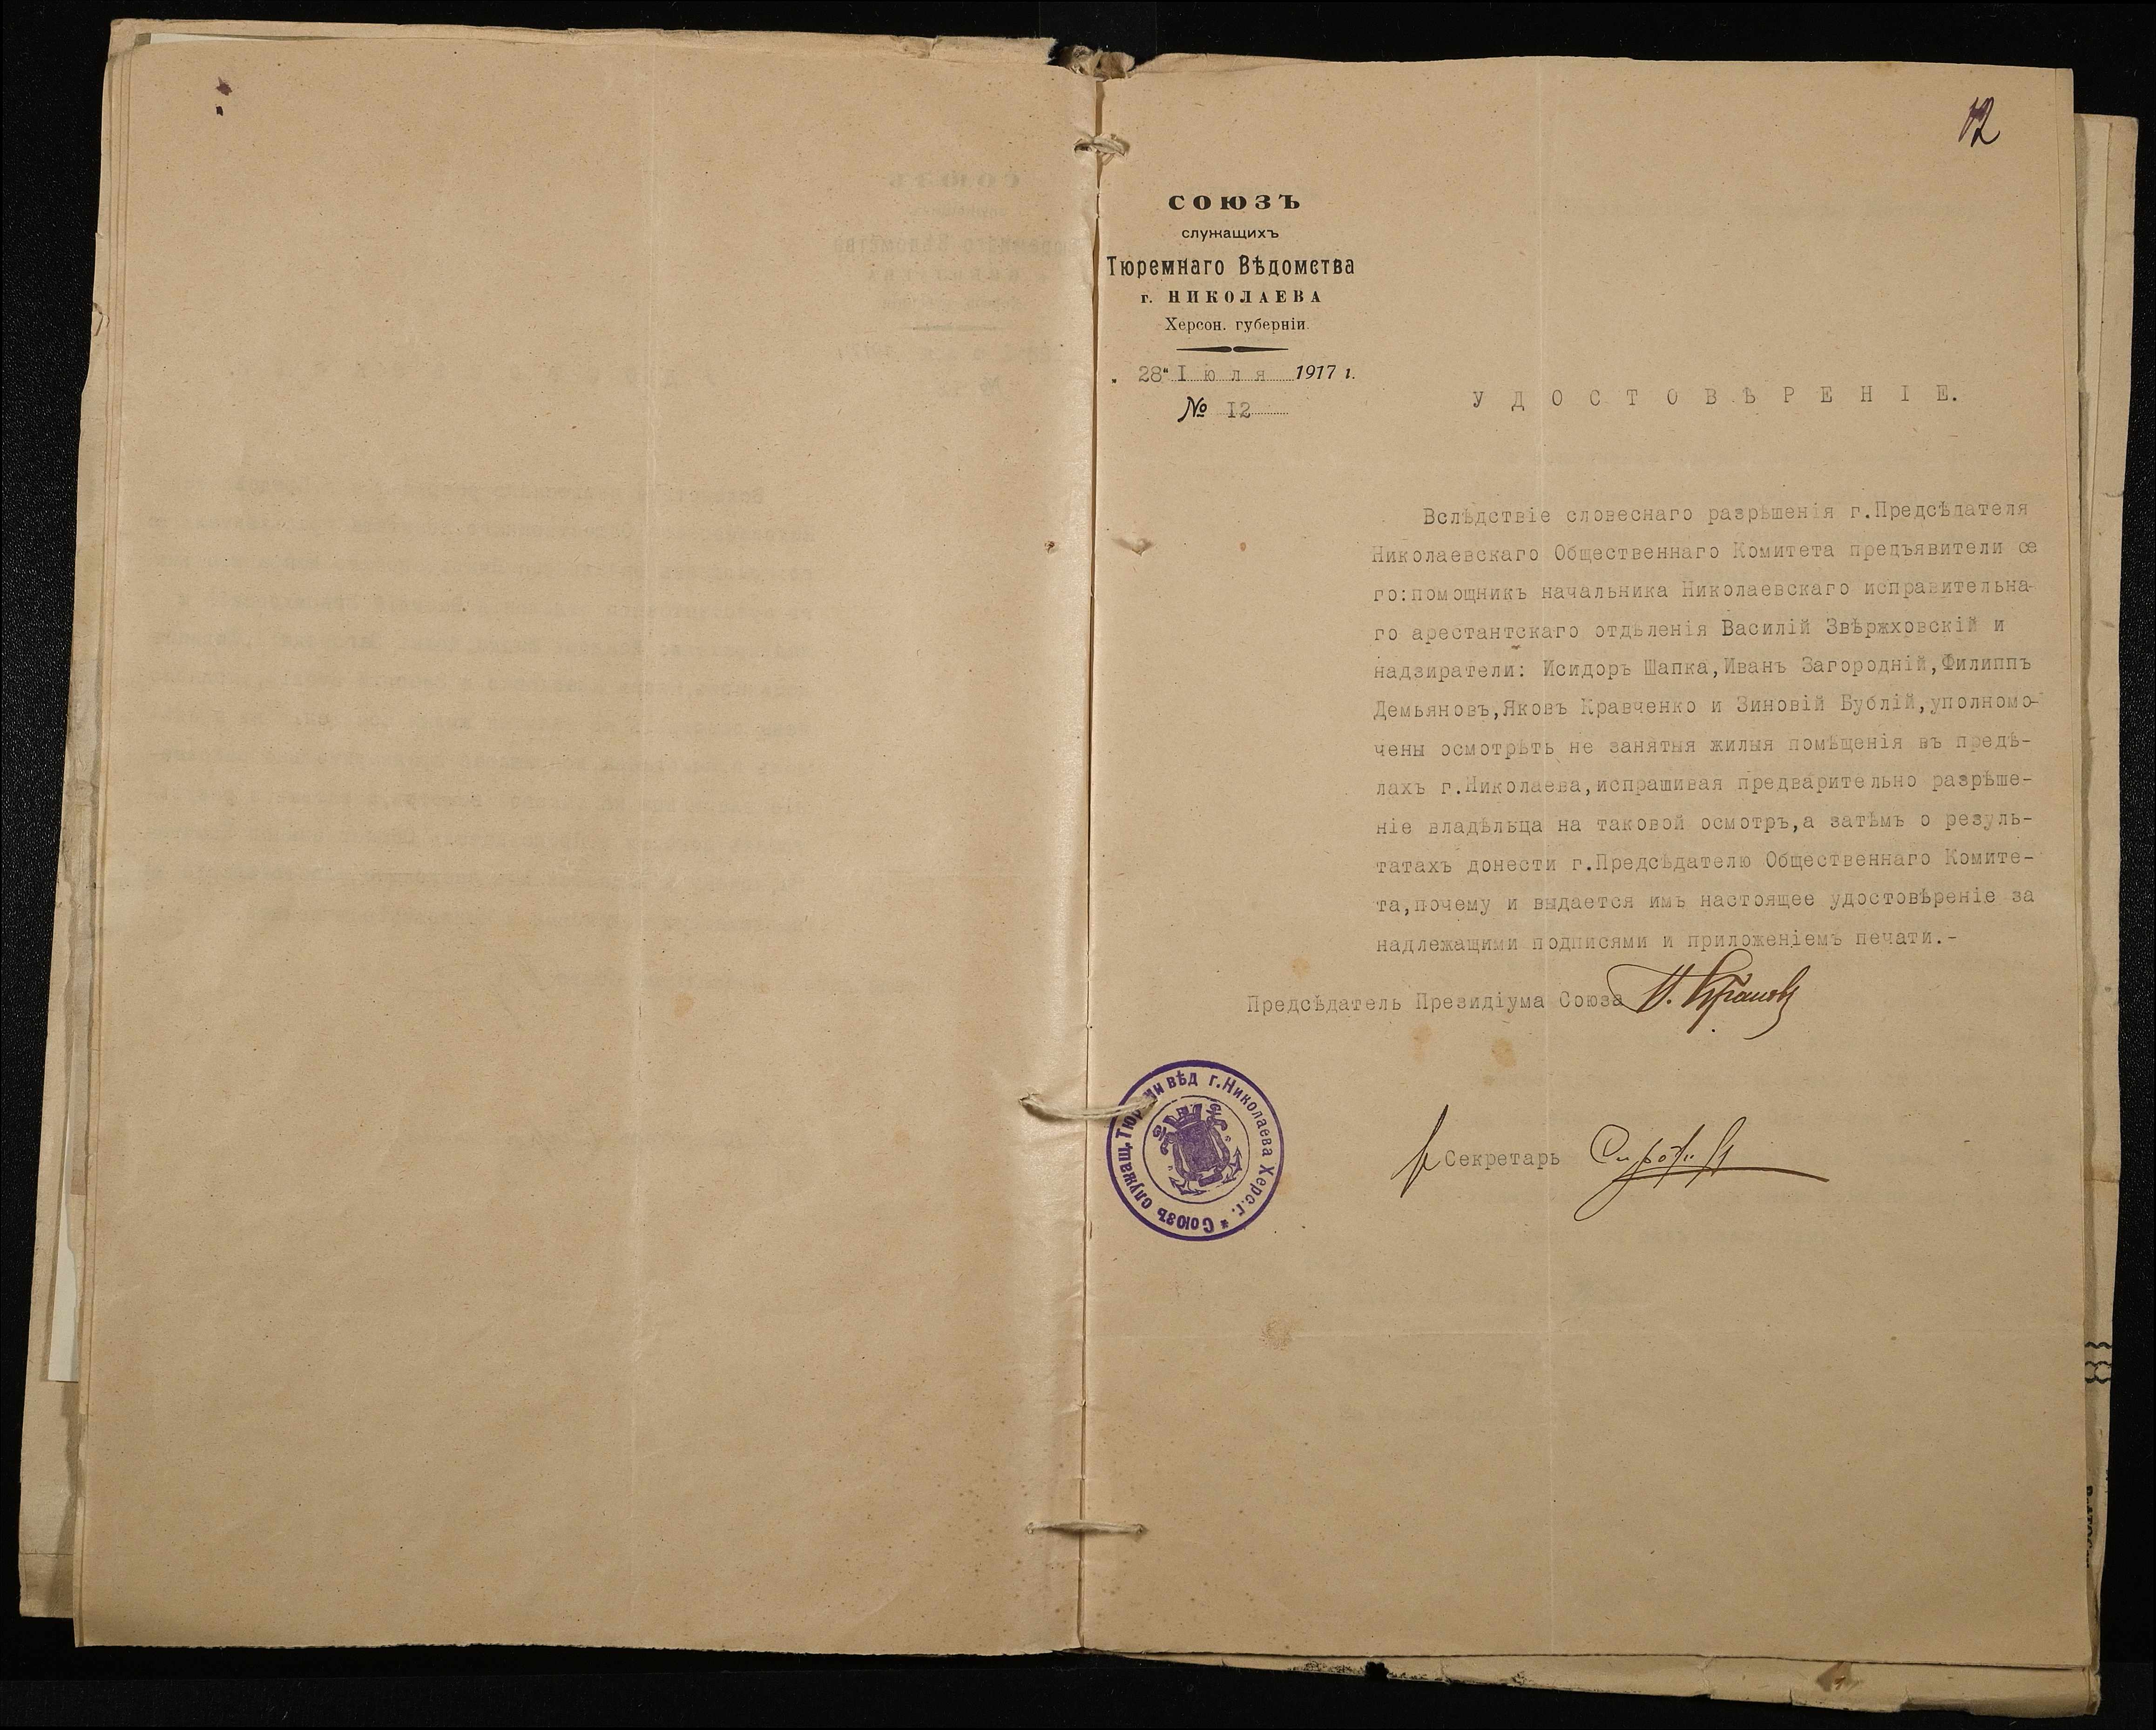 12
СОЮЗЪ
служащихъ
Тюремнаго Вѣдомства
г. НИКОЛАЕВА
Херсон. губерніи.
„ 28“ Iюля 1917 г.
№ I2
УДОСТОВѢРЕНІЕ.
Вслѣдствіе словеснаго разрѣшенія г.Предсѣдателя
Николаевскаго Общественнаго Комитета предъявители се
го:помощникъ начальника Николаевскаго исправительна-
го арестантскаго отдѣленія Василій Звѣржховскій и
надзиратели: Исидоръ Шапка,Иванъ Загородній,Филиппъ
Демьяновъ,Яковъ Кравченко и Зиновій Бублій,уполномо-
чены осмотрѣть не занятыя жилыя помѣщенія въ предѣ-
лахъ г.Николаева,испрашивая предварительно разрѣше-
ніе владѣльца на таковой осмотръ,а затѣмъ о резуль-
татахъ донести г.Предсѣдателю Общественнаго Комите-
та,почему и выдается имъ настоящее удостовѣреніе за
надлежащими подписями и приложеніемъ печати.-
Предсѣдатель Президіума Союза
Союзъ служащ. Тюремн вѣд г. Николаева Херс. г. *
Секретарь